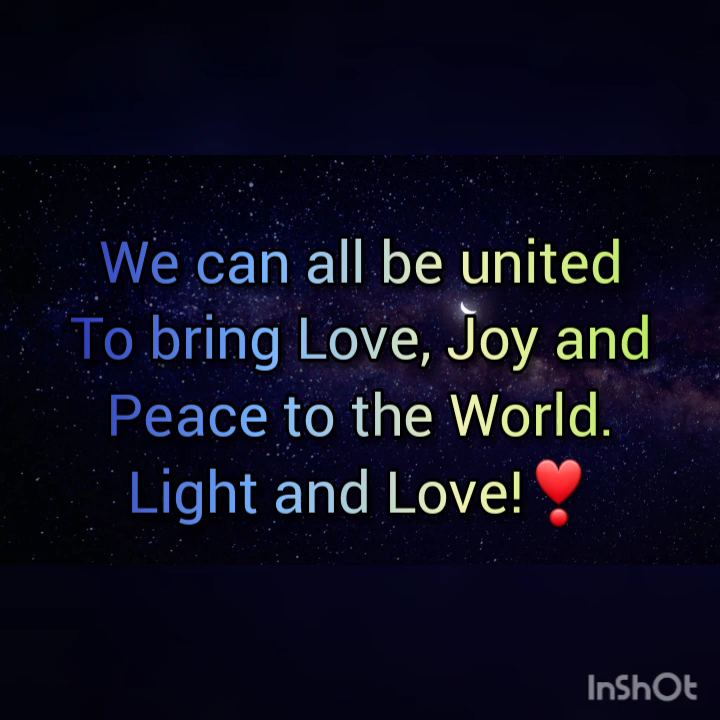 We can all be united
To bring Love, Joy and
Peace to the World.
Light and Love!❣️
InShOt